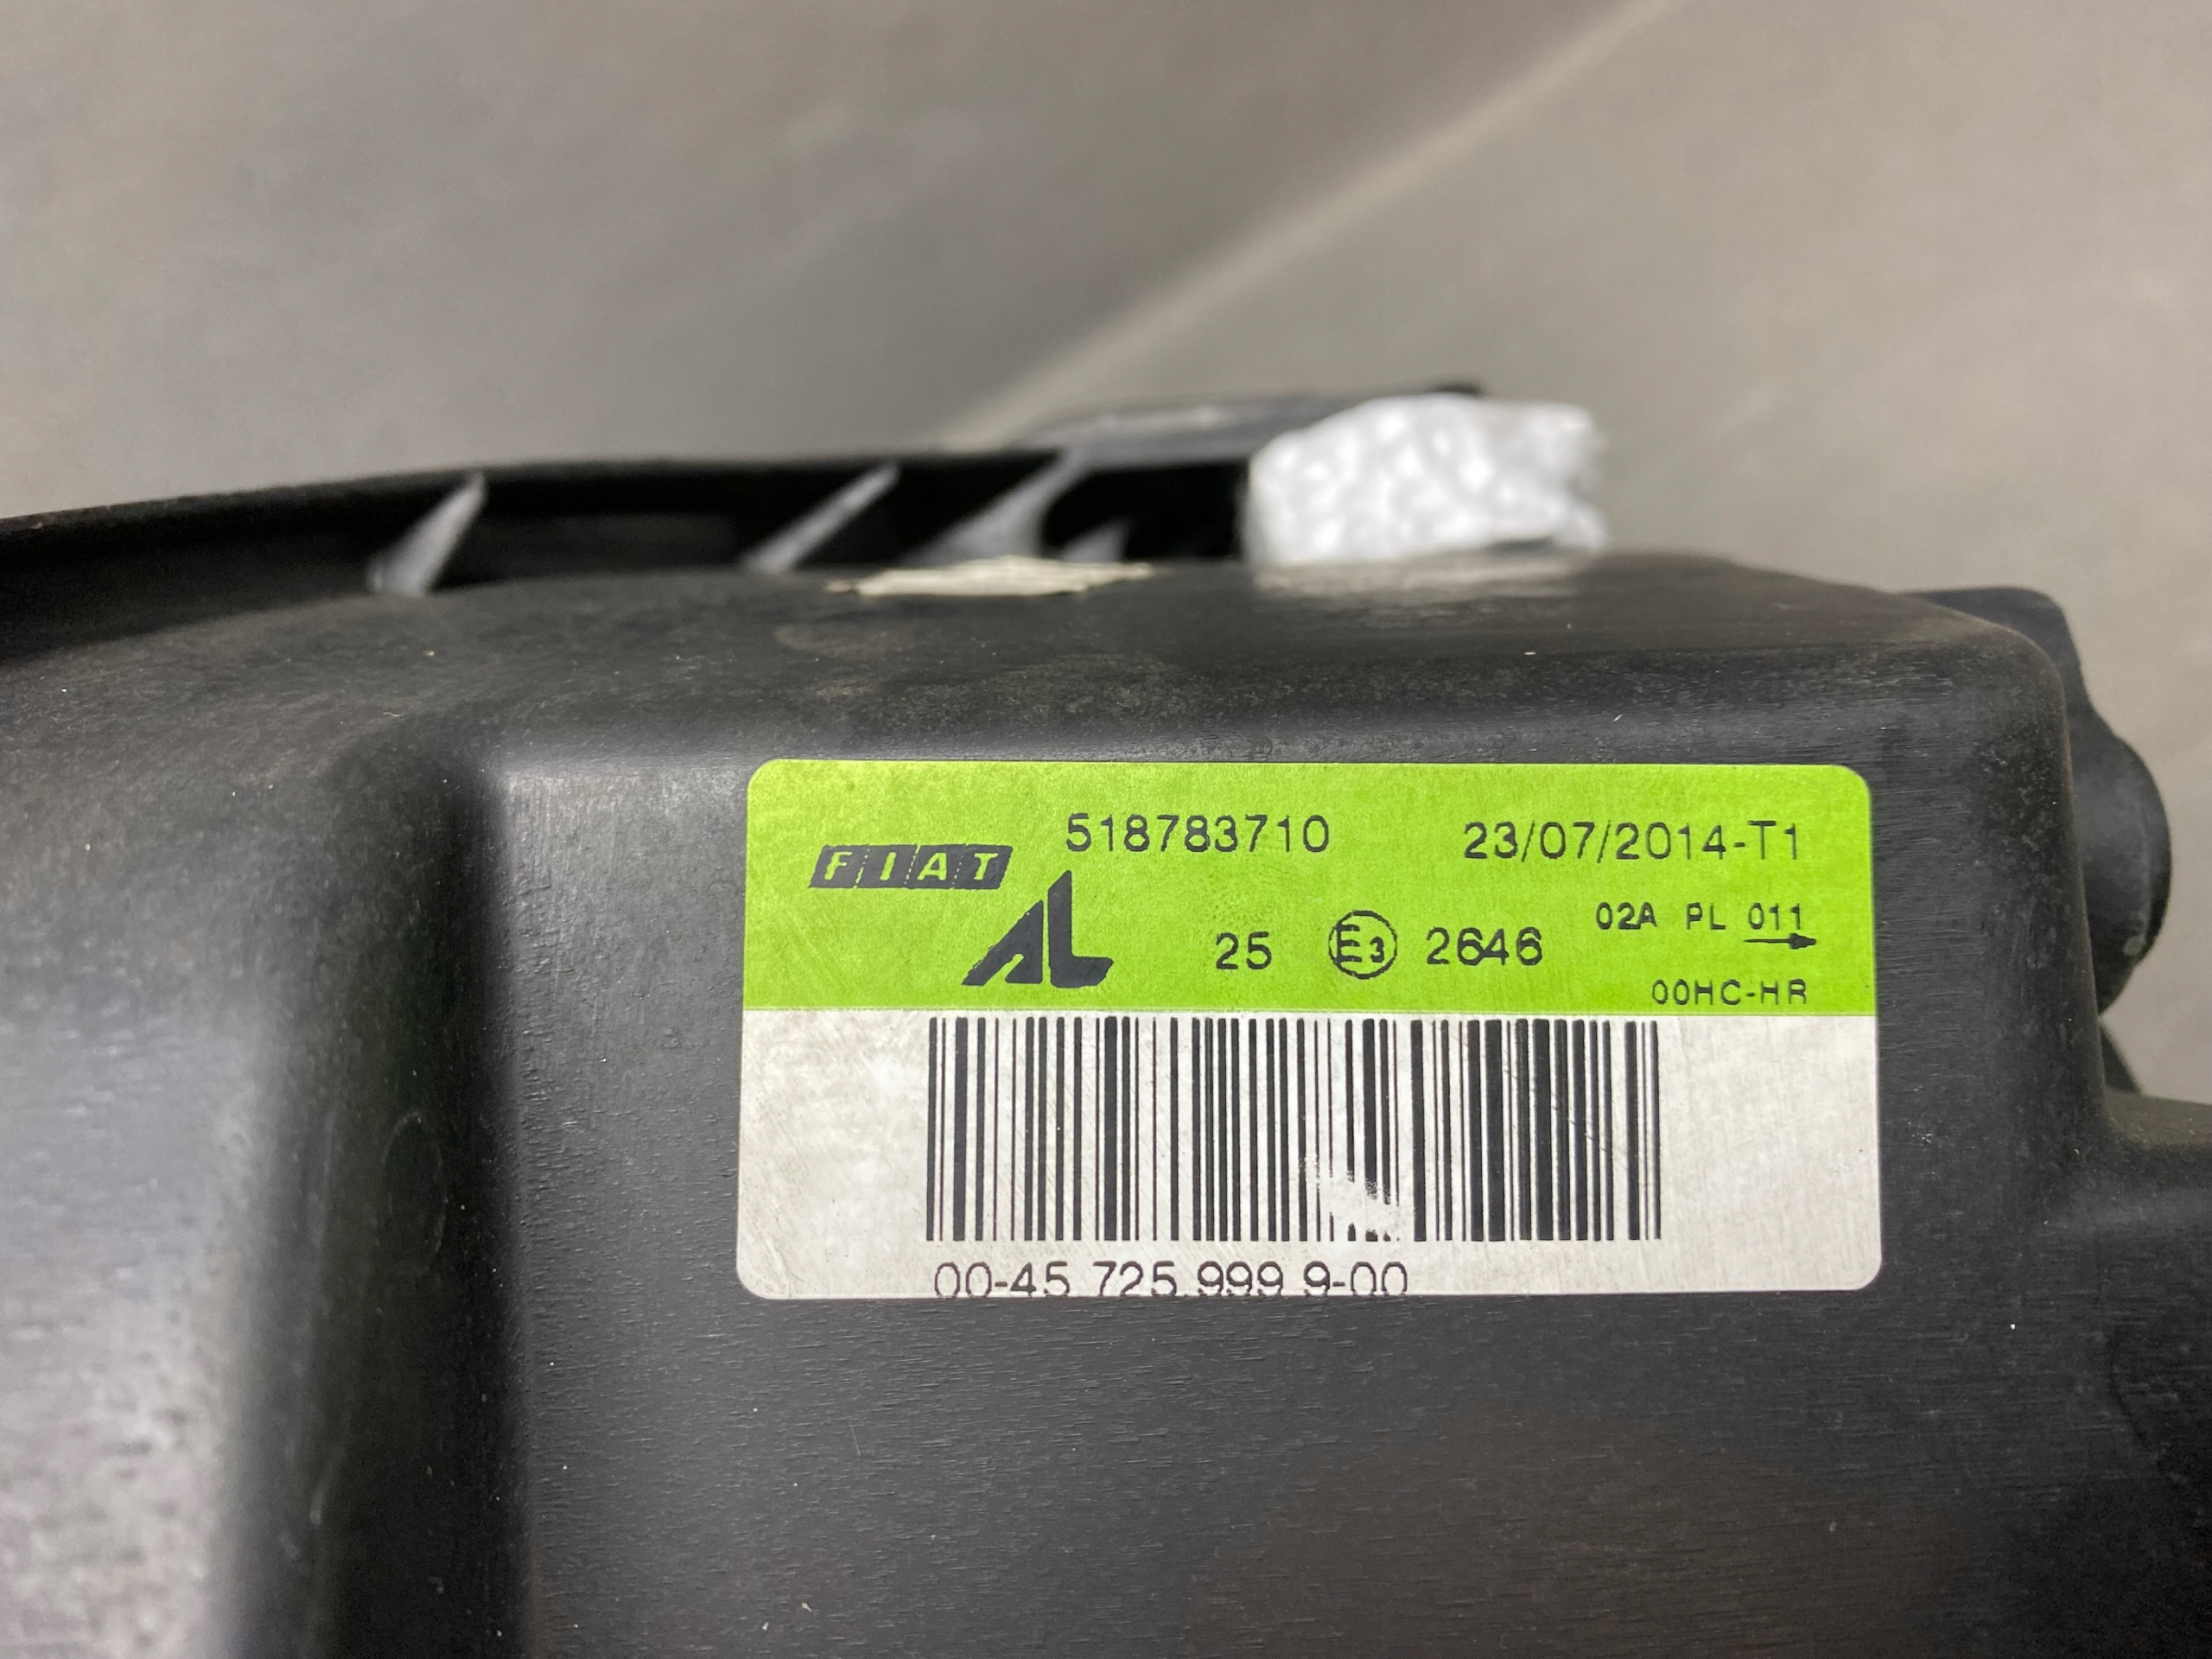 518783710 23/07/2014-T1
FIAT
AL 25 E3 2646 02A PL 011
00HC-HR
00-45 725.999 9-00